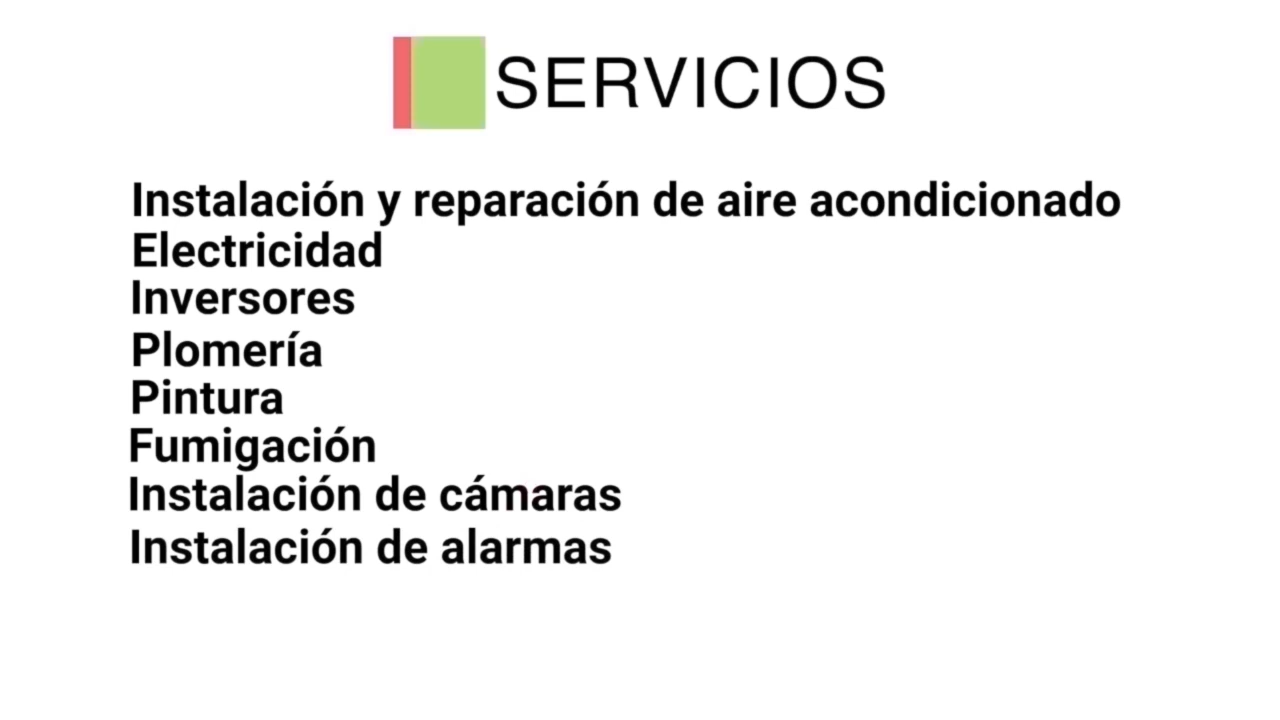 SERVICIOS
Instalación y reparación de aire acondicionado
Electricidad
Inversores
Plomería
Pintura
Fumigación
Instalación de cámaras
Instalación de alarmas